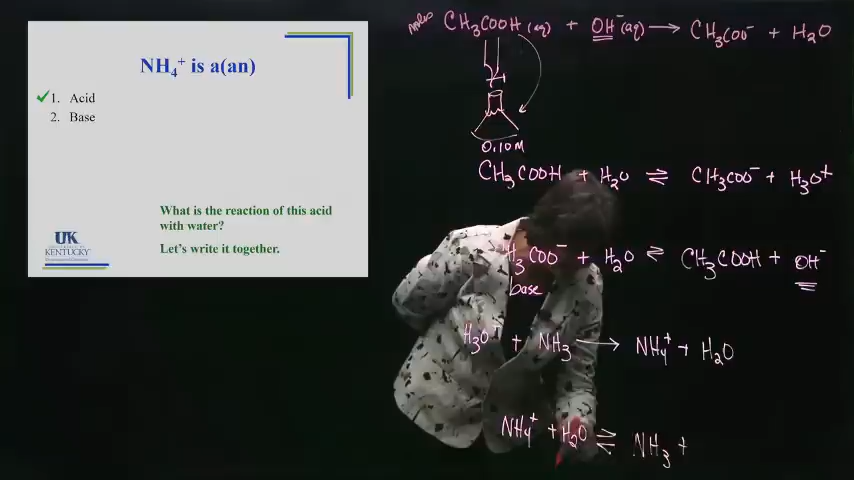 NH₄⁺ is a(an)
✓1. Acid
2. Base
What is the reaction of this acid
with water?
Let's write it together.
UK
KENTUCKY
moles CH₃COOH (aq) + OH⁻ (aq) → CH₃COO⁻ + H₂O
0.10M
CH₃COOH + H₂O ⇌ CH₃COO⁻ + H₃O⁺
H₃COO⁻ + H₂O ⇌ CH₃COOH + OH⁻
base
H₃O⁺ + NH₃ → NH₄⁺ + H₂O
NH₄⁺ + H₂O ⇌ NH₃ +